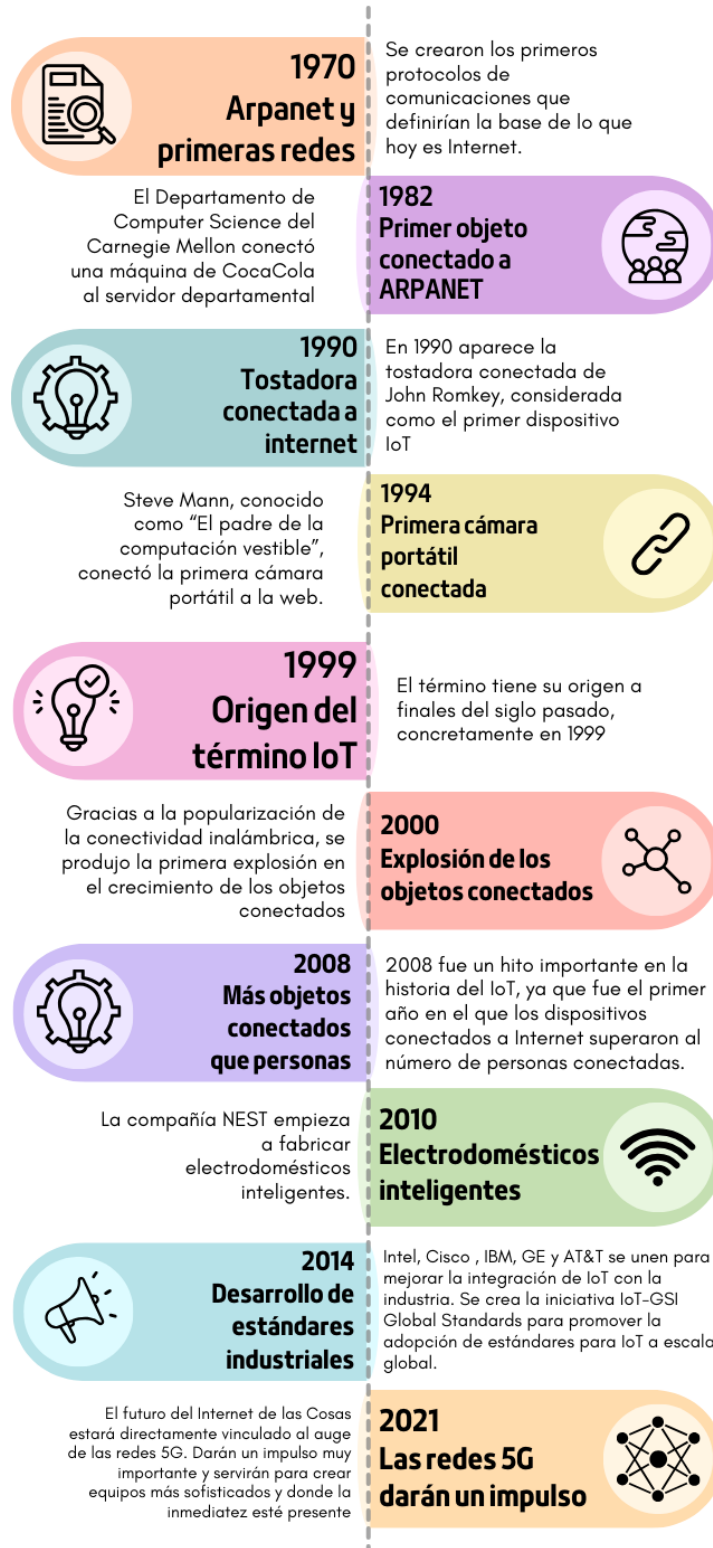 1970
Arpanet y
primeras redes
Se crearon los primeros
protocolos de
comunicaciones que
definirían la base de lo que
hoy es Internet.
El Departamento de
Computer Science del
Carnegie Mellon conectó
una máquina de CocaCola
al servidor departamental
1982
Primer objeto
conectado a
ARPANET
1990
Tostadora
conectada a
internet
En 1990 aparece la
tostadora conectada de
John Romkey, considerada
como el primer dispositivo
IoT
Steve Mann, conocido
como “El padre de la
computación vestible”,
conectó la primera cámara
portátil a la web.
1994
Primera cámara
portátil
conectada
1999
Origen del
término IoT
El término tiene su origen a
finales del siglo pasado,
concretamente en 1999
Gracias a la popularización de
la conectividad inalámbrica, se
produjo la primera explosión en
el crecimiento de los objetos
conectados
2000
Explosión de los
objetos conectados
2008
Más objetos
conectados
que personas
2008 fue un hito importante en la
historia del IoT, ya que fue el primer
año en el que los dispositivos
conectados a Internet superaron al
número de personas conectadas.
La compañía NEST empieza
a fabricar
electrodomésticos
inteligentes.
2010
Electrodomésticos
inteligentes
2014
Desarrollo de
estándares
industriales
Intel, Cisco , IBM, GE y AT&T se unen para
mejorar la integración de IoT con la
industria. Se crea la iniciativa IoT-GSI
Global Standards para promover la
adopción de estándares para IoT a escala
global.
El futuro del Internet de las Cosas
estará directamente vinculado al auge
de las redes 5G. Darán un impulso muy
importante y servirán para crear
equipos más sofisticados y donde la
inmediatez esté presente
2021
Las redes 5G
darán un impulso